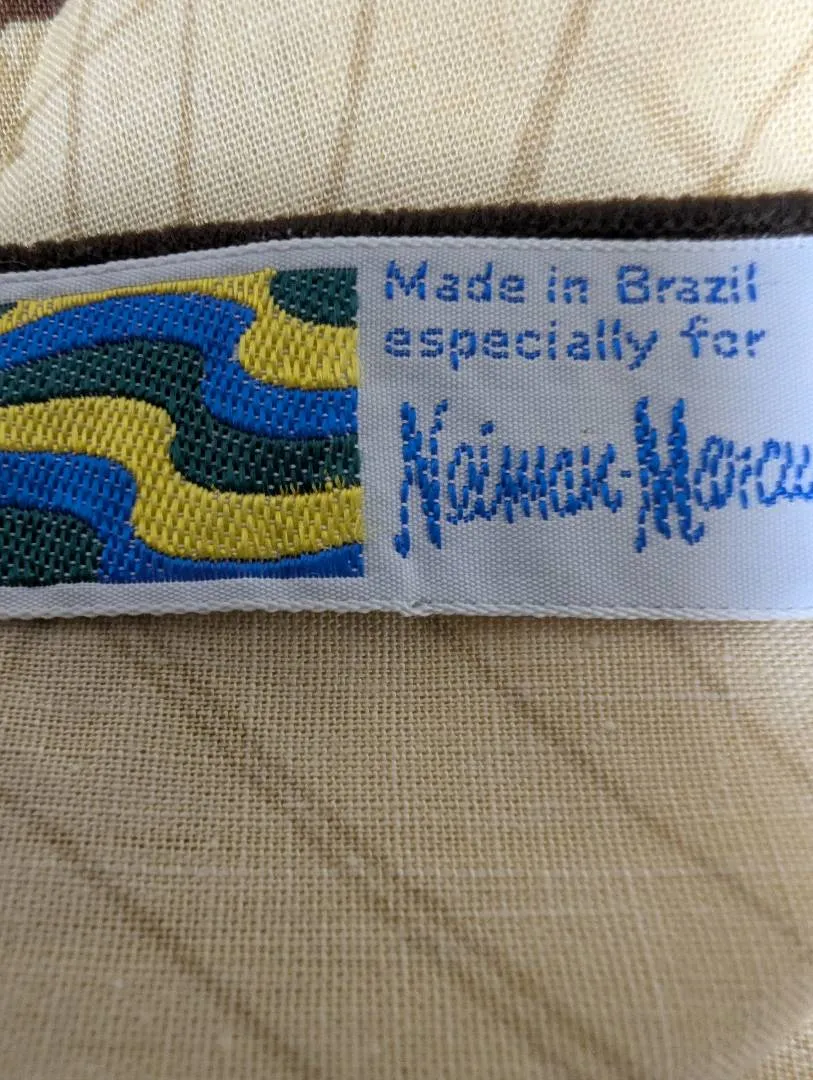 Made in Brazil
especially for
Neiman-Marcu